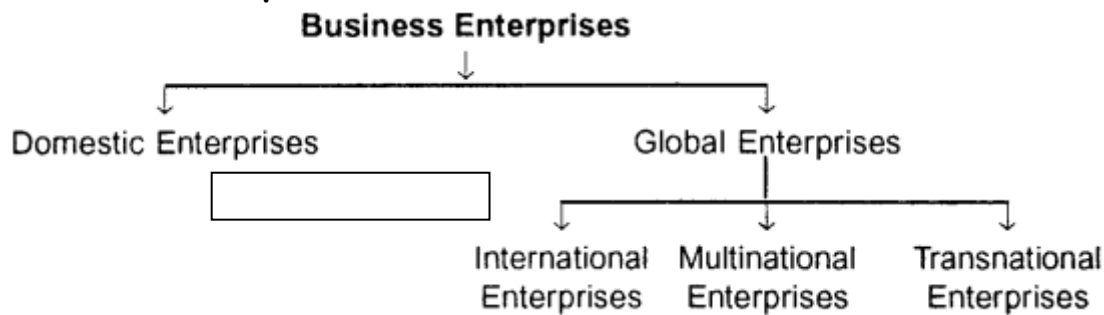 Business Enterprises
Domestic Enterprises
Global Enterprises
International Enterprises
Multinational Enterprises
Transnational Enterprises